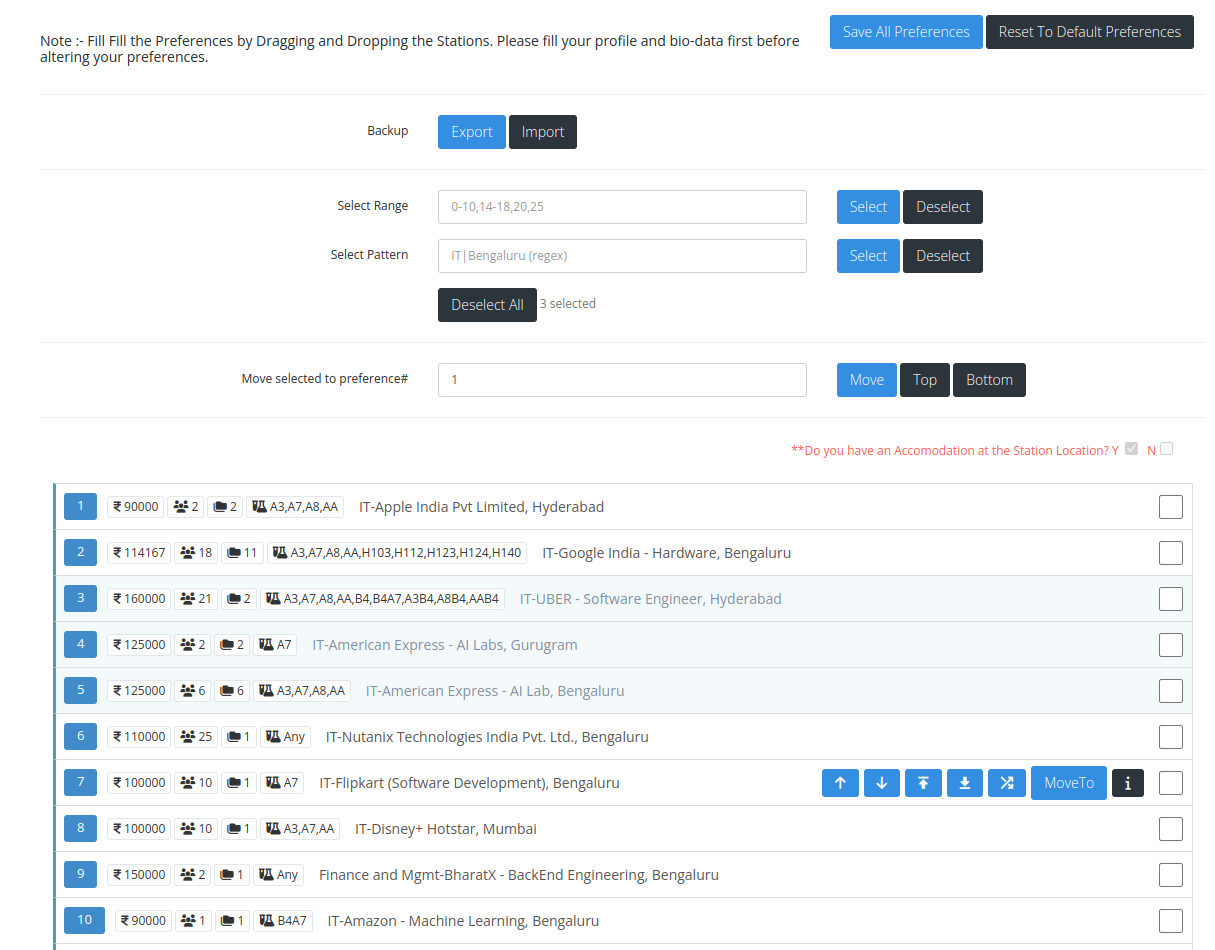 Note :- Fill Fill the Preferences by Dragging and Dropping the Stations. Please fill your profile and bio-data first before
altering your preferences.
Save All Preferences Reset To Default Preferences
Backup Export Import
Select Range 0-10,14-18,20,25 Select Deselect
Select Pattern IT|Bengaluru (regex) Select Deselect
Deselect All 3 selected
Move selected to preference# 1 Move Top Bottom
**Do you have an Accomodation at the Station Location? Y N
1 ₹ 90000 2 2 A3,A7,A8,AA IT-Apple India Pvt Limited, Hyderabad
2 ₹ 114167 18 11 A3,A7,A8,AA,H103,H112,H123,H124,H140 IT-Google India - Hardware, Bengaluru
3 ₹ 160000 21 2 A3,A7,A8,AA,B4,B4A7,A3B4,A8B4,AAB4 IT-UBER - Software Engineer, Hyderabad
4 ₹ 125000 2 2 A7 IT-American Express - AI Labs, Gurugram
5 ₹ 125000 6 6 A3,A7,A8,AA IT-American Express - AI Lab, Bengaluru
6 ₹ 110000 25 1 Any IT-Nutanix Technologies India Pvt. Ltd., Bengaluru
7 ₹ 100000 10 1 A7 IT-Flipkart (Software Development), Bengaluru MoveTo i
8 ₹ 100000 10 1 A3,A7,AA IT-Disney+ Hotstar, Mumbai
9 ₹ 150000 2 1 Any Finance and Mgmt-BharatX - BackEnd Engineering, Bengaluru
10 ₹ 90000 1 1 B4A7 IT-Amazon - Machine Learning, Bengaluru